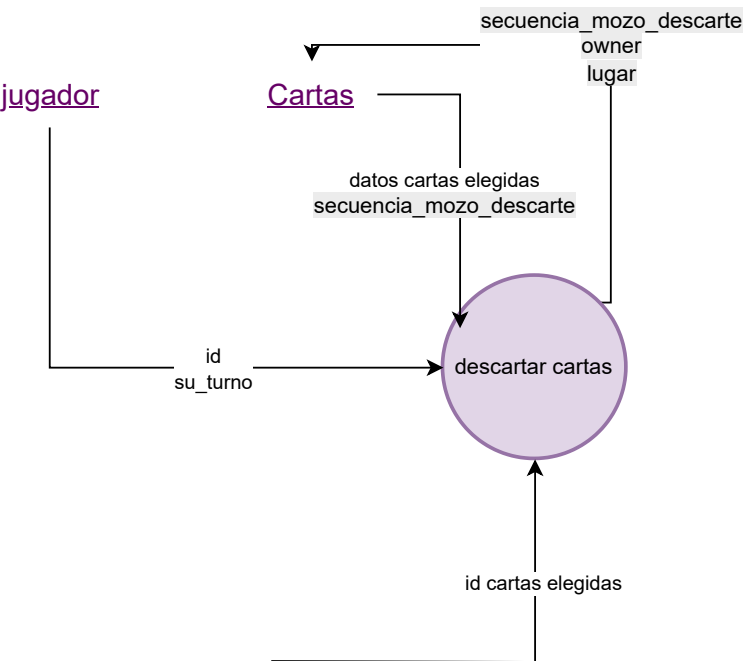 secuencia_mozo_descarte
owner
lugar
jugador
Cartas
datos cartas elegidas
secuencia_mozo_descarte
id
su_turno
descartar cartas
id cartas elegidas